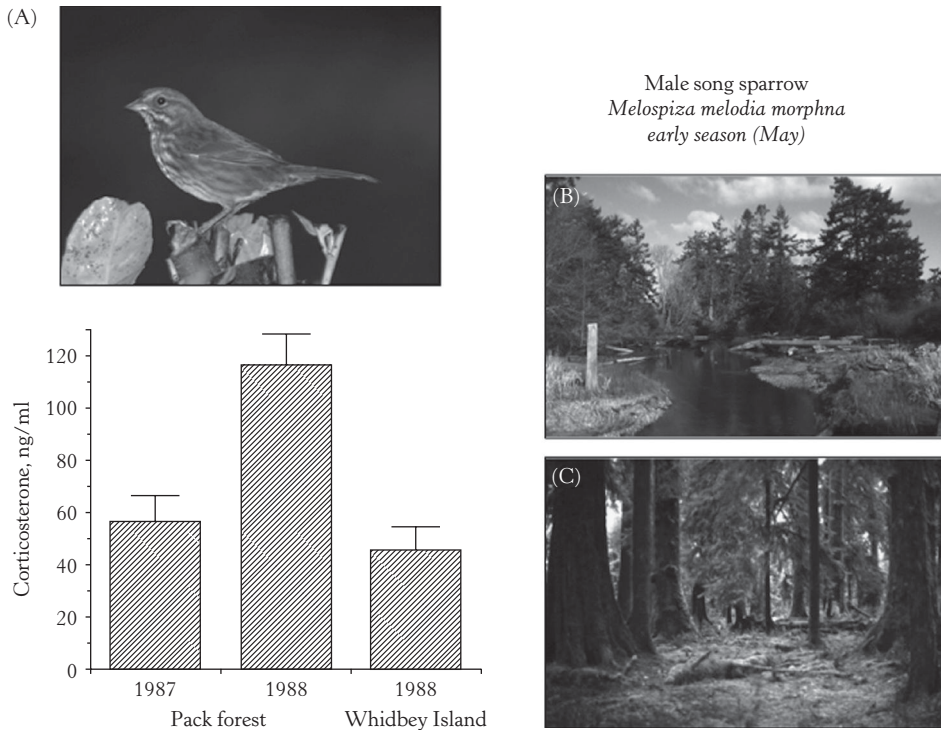 (A)
Male song sparrow
Melospiza melodia morphna
early season (May)
(B)
(C)
Corticosterone, ng/ml
120
100
80
60
40
20
0
1987
1988
1988
Pack forest
Whidbey Island